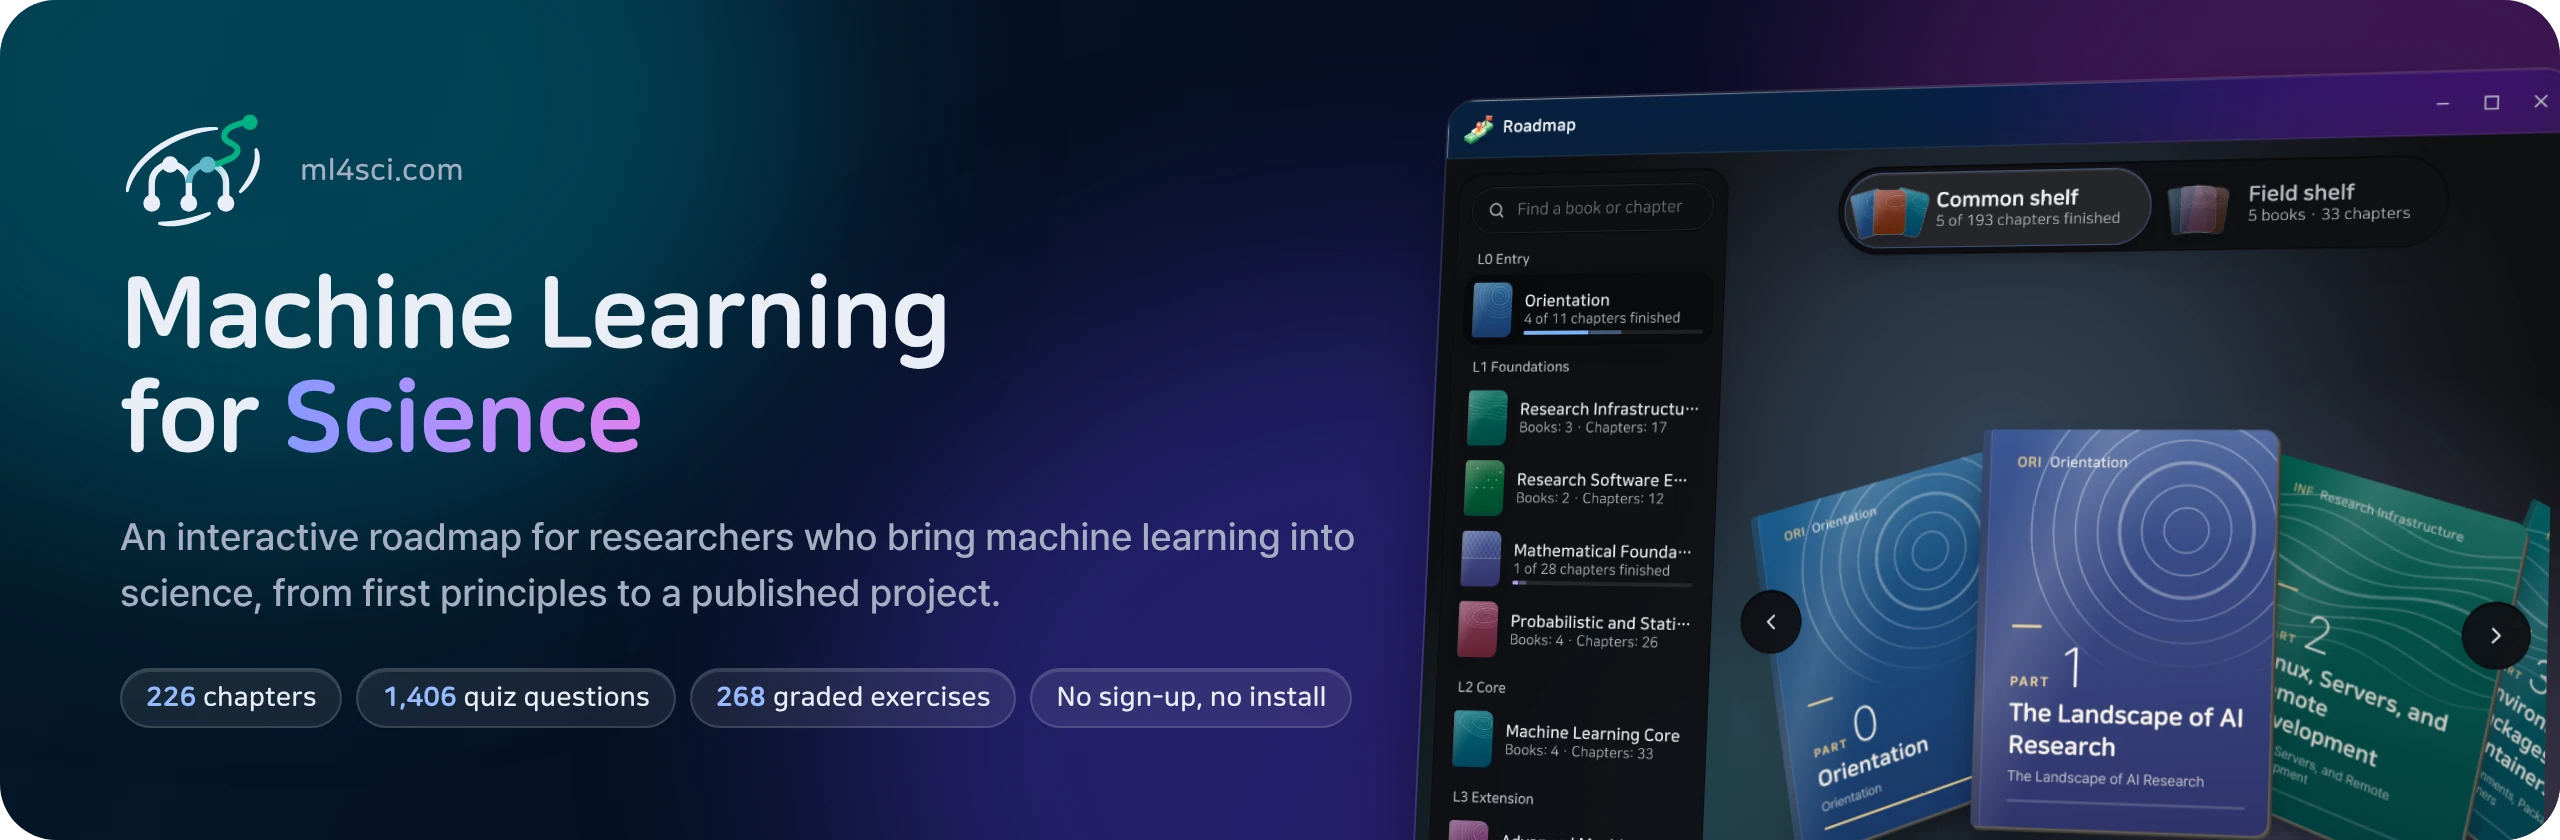 ml4sci.com
Machine Learning
for Science
An interactive roadmap for researchers who bring machine learning into
science, from first principles to a published project.
226 chapters
1,406 quiz questions
268 graded exercises
No sign-up, no install
Roadmap
Find a book or chapter
Common shelf
5 of 193 chapters finished
Field shelf
5 books · 33 chapters
L0 Entry
Orientation
4 of 11 chapters finished
L1 Foundations
Research Infrastructu···
Books: 3 · Chapters: 17
Research Software E···
Books: 2 · Chapters: 12
Mathematical Founda···
1 of 28 chapters finished
Probabilistic and Stati···
Books: 4 · Chapters: 26
L2 Core
Machine Learning Core
Books: 4 · Chapters: 33
L3 Extension
ORI Orientation
PART 0
Orientation
Orientation
ORI Orientation
PART 1
The Landscape of AI
Research
The Landscape of AI Research
INF Research Infrastructure
2
Servers, and
Servers, and Remote